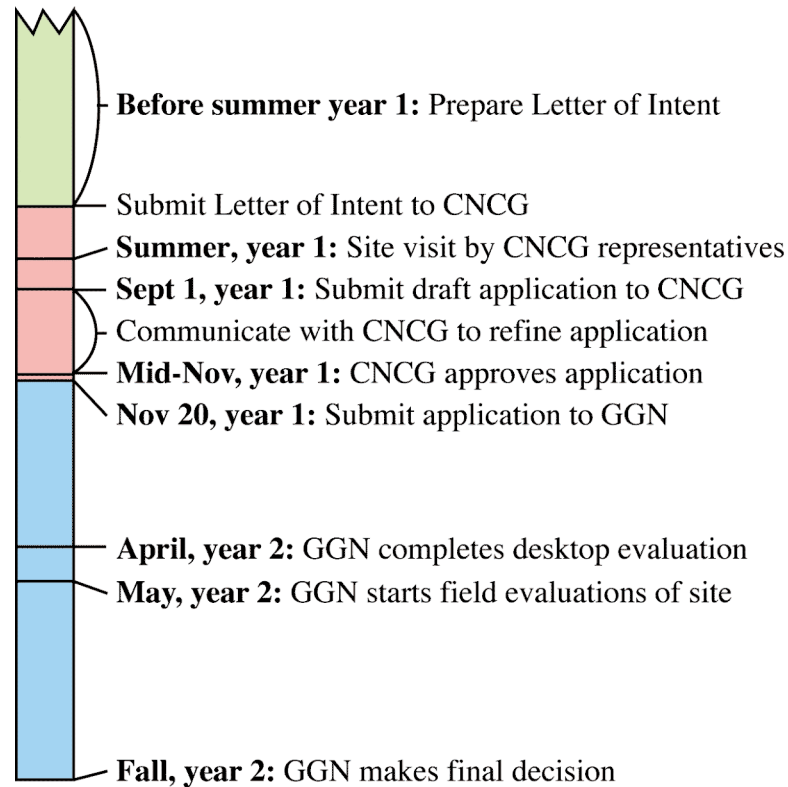 Before summer year 1: Prepare Letter of Intent
Submit Letter of Intent to CNCG
Summer, year 1: Site visit by CNCG representatives
Sept 1, year 1: Submit draft application to CNCG
Communicate with CNCG to refine application
Mid-Nov, year 1: CNCG approves application
Nov 20, year 1: Submit application to GGN
April, year 2: GGN completes desktop evaluation
May, year 2: GGN starts field evaluations of site
Fall, year 2: GGN makes final decision